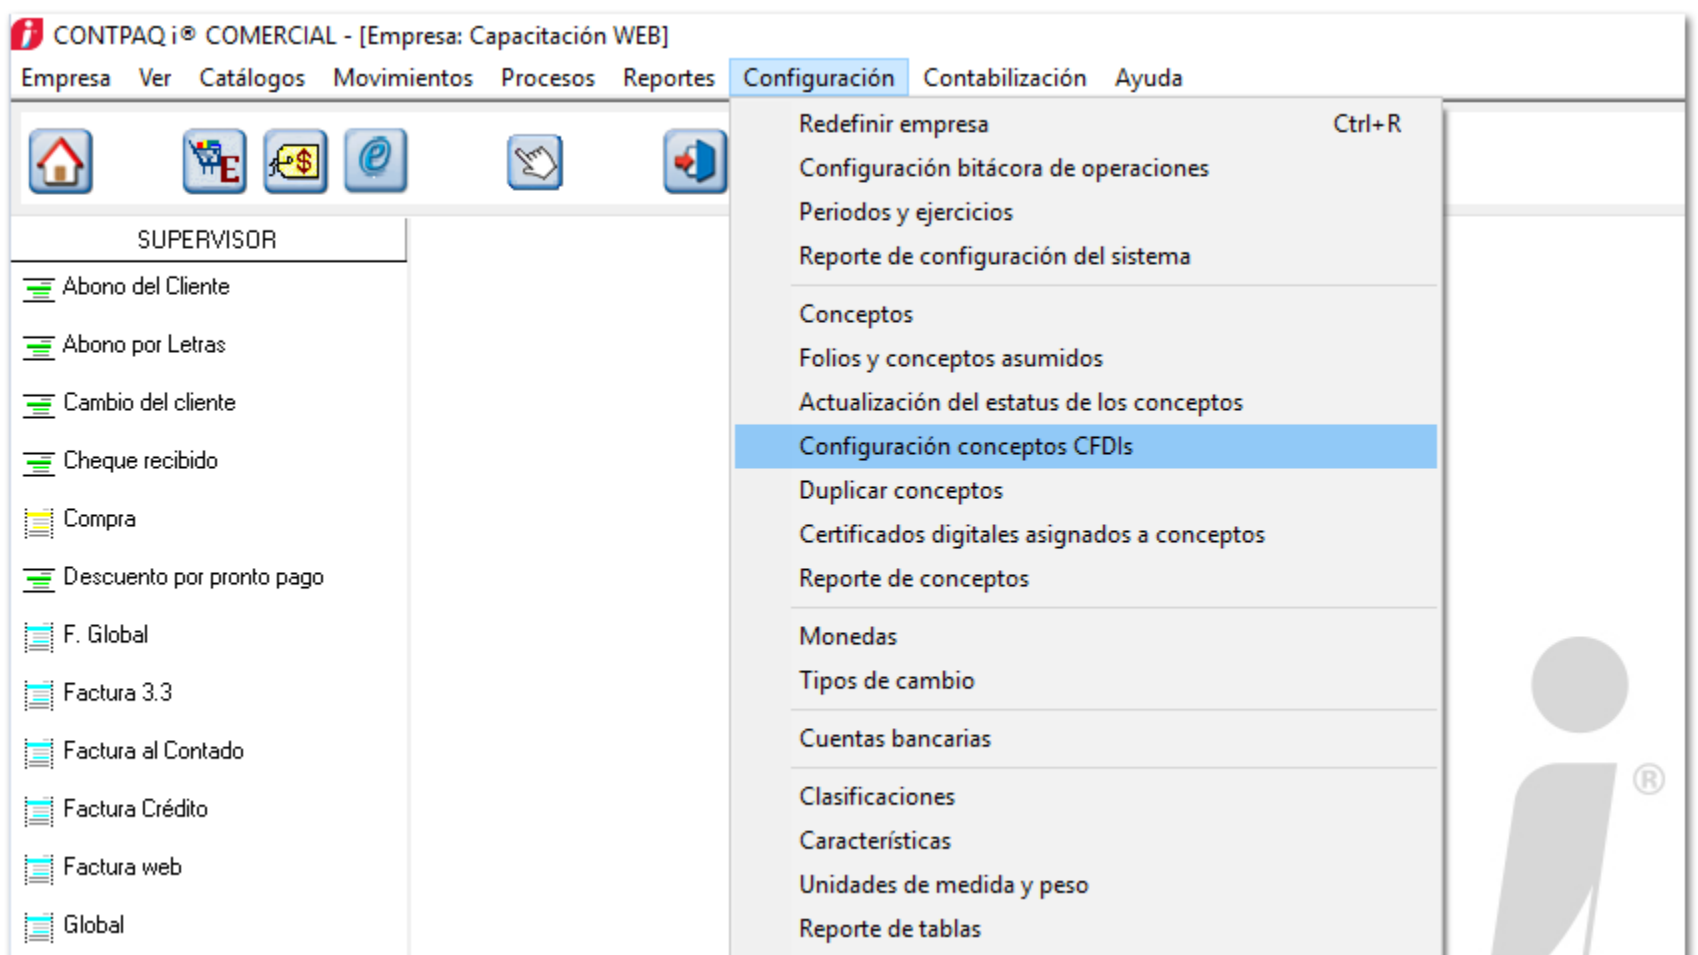 CONTPAQ i® COMERCIAL - [Empresa: Capacitación WEB]
Empresa Ver Catálogos Movimientos Procesos Reportes Configuración Contabilización Ayuda
SUPERVISOR
Abono del Cliente
Abono por Letras
Cambio del cliente
Cheque recibido
Compra
Descuento por pronto pago
F. Global
Factura 3.3
Factura al Contado
Factura Crédito
Factura web
Global
Redefinir empresa Ctrl+R
Configuración bitácora de operaciones
Periodos y ejercicios
Reporte de configuración del sistema
Conceptos
Folios y conceptos asumidos
Actualización del estatus de los conceptos
Configuración conceptos CFDIs
Duplicar conceptos
Certificados digitales asignados a conceptos
Reporte de conceptos
Monedas
Tipos de cambio
Cuentas bancarias
Clasificaciones
Características
Unidades de medida y peso
Reporte de tablas
®